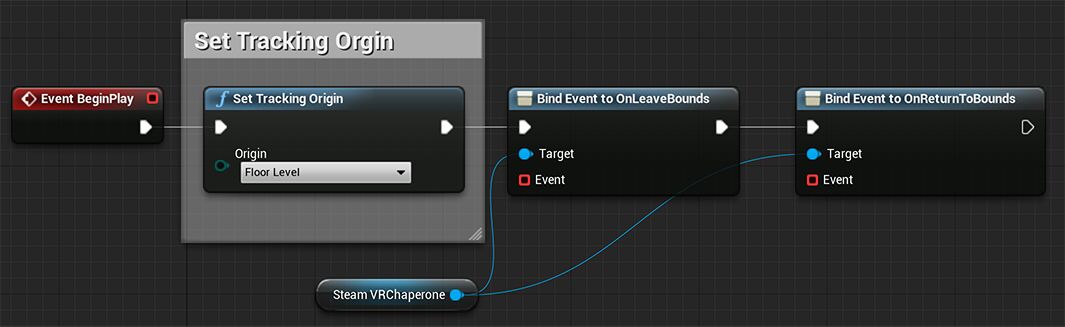 Set Tracking Orgin
Event BeginPlay
Set Tracking Origin
Origin
Floor Level
Bind Event to OnLeaveBounds
Target
Event
Bind Event to OnReturnToBounds
Target
Event
Steam VRChaperone